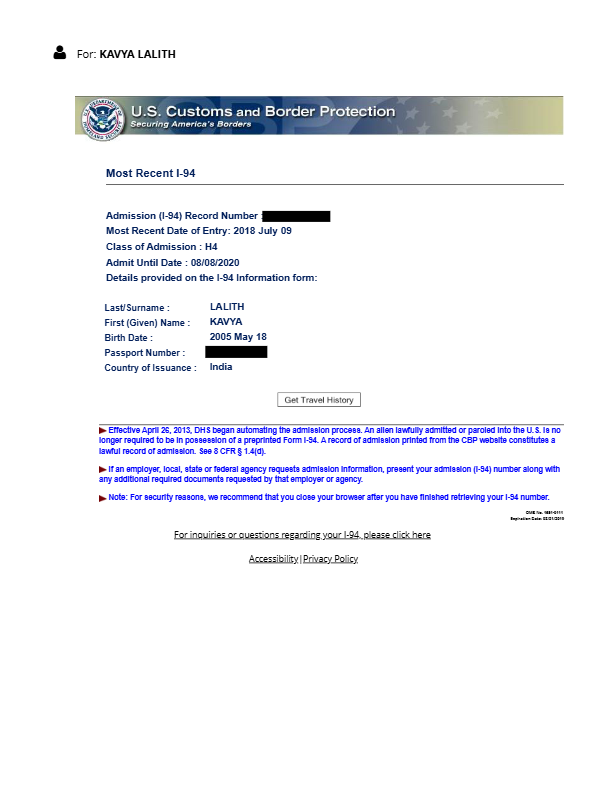 For: KAVYA LALITH
U.S. Customs and Border Protection
Securing America's Borders
Most Recent I-94
Admission (I-94) Record Number :
Most Recent Date of Entry: 2018 July 09
Class of Admission : H4
Admit Until Date : 08/08/2020
Details provided on the I-94 Information form:
Last/Surname : LALITH
First (Given) Name : KAVYA
Birth Date : 2005 May 18
Passport Number :
Country of Issuance : India
Get Travel History
Effective April 26, 2013, DHS began automating the admission process. An alien lawfully admitted or paroled into the U.S. is no
longer required to be in possession of a preprinted Form I-94. A record of admission printed from the CBP website constitutes a
lawful record of admission. See 8 CFR § 1.4(d).
If an employer, local, state or federal agency requests admission information, present your admission (I-94) number along with
any additional required documents requested by that employer or agency.
Note: For security reasons, we recommend that you close your browser after you have finished retrieving your I-94 number.
OMB No. 1651-0111
Expiration Date:
For inquiries or questions regarding your I-94, please click here
Accessibility|Privacy Policy